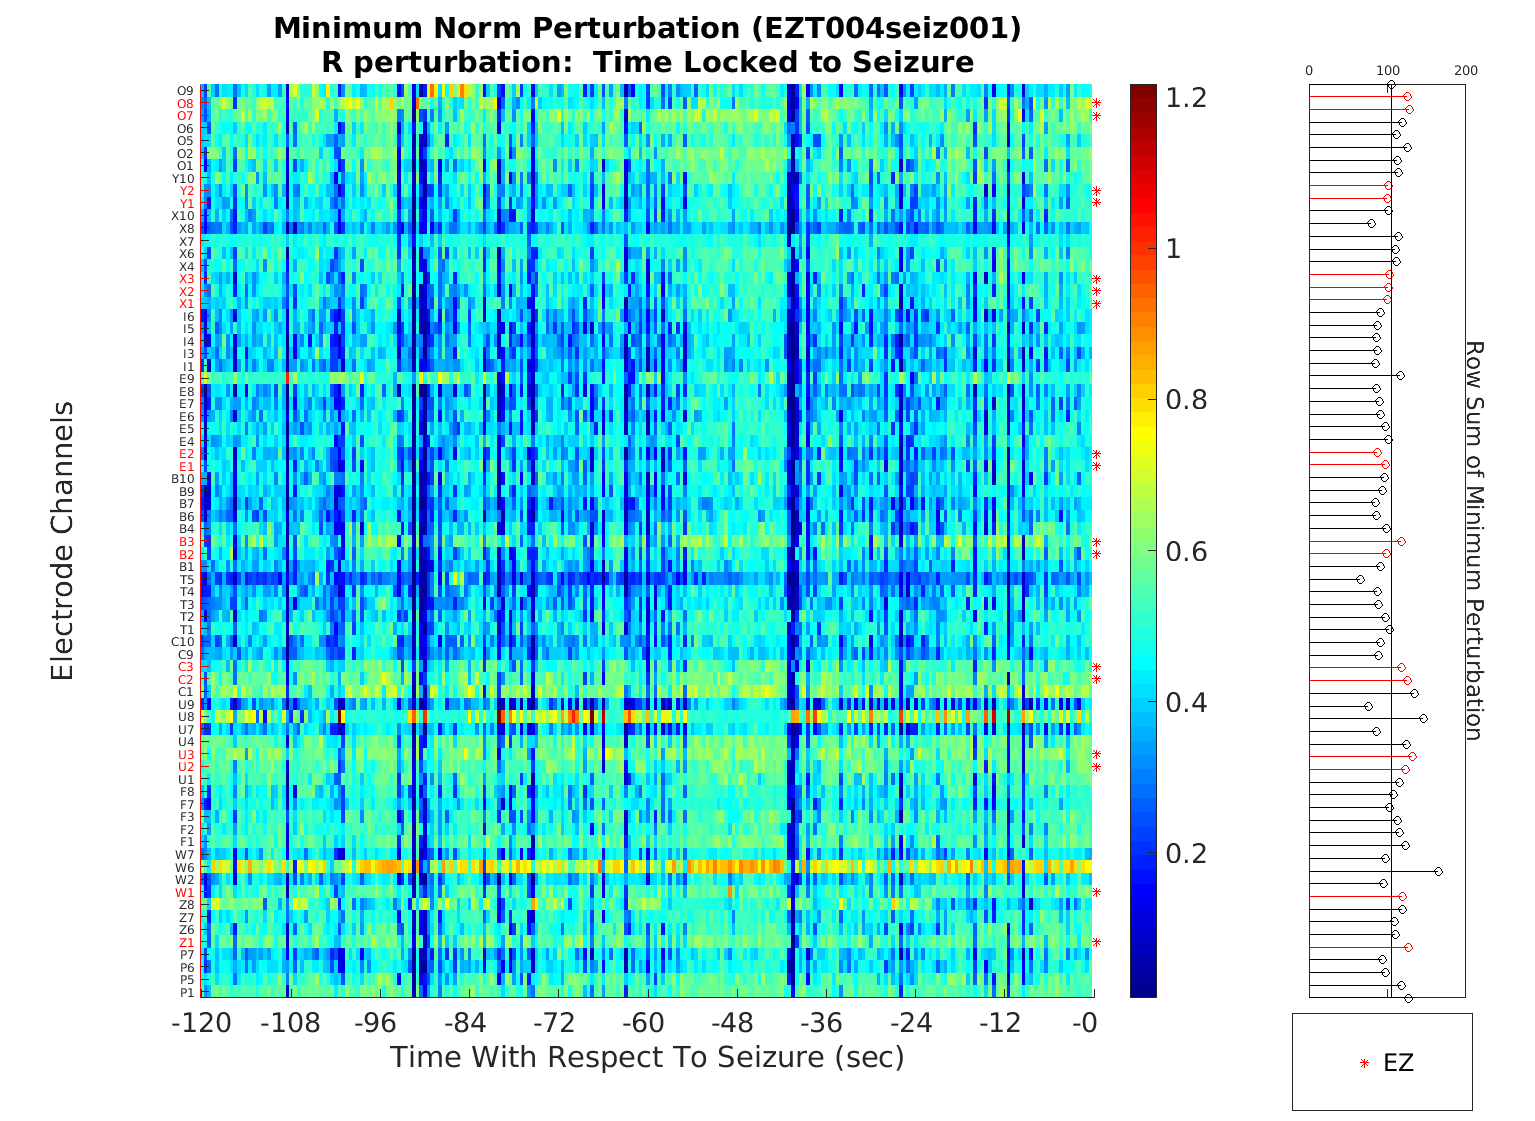 Minimum Norm Perturbation (EZT004seiz001)
R perturbation:  Time Locked to Seizure
Electrode Channels
O9
O8
O7
O6
O5
O2
O1
Y10
Y2
Y1
X10
X8
X7
X6
X4
X3
X2
X1
I6
I5
I4
I3
I1
E9
E8
E7
E6
E5
E4
E2
E1
B10
B9
B7
B6
B4
B3
B2
B1
T5
T4
T3
T2
T1
C10
C9
C3
C2
C1
U9
U8
U7
U4
U3
U2
U1
F8
F7
F3
F2
F1
W7
W6
W2
W1
Z8
Z7
Z6
Z1
P7
P6
P5
P1
-120 -108 -96 -84 -72 -60 -48 -36 -24 -12 -0
Time With Respect To Seizure (sec)
1.2
1
0.8
0.6
0.4
0.2
0 100 200
Row Sum of Minimum Perturbation
EZ